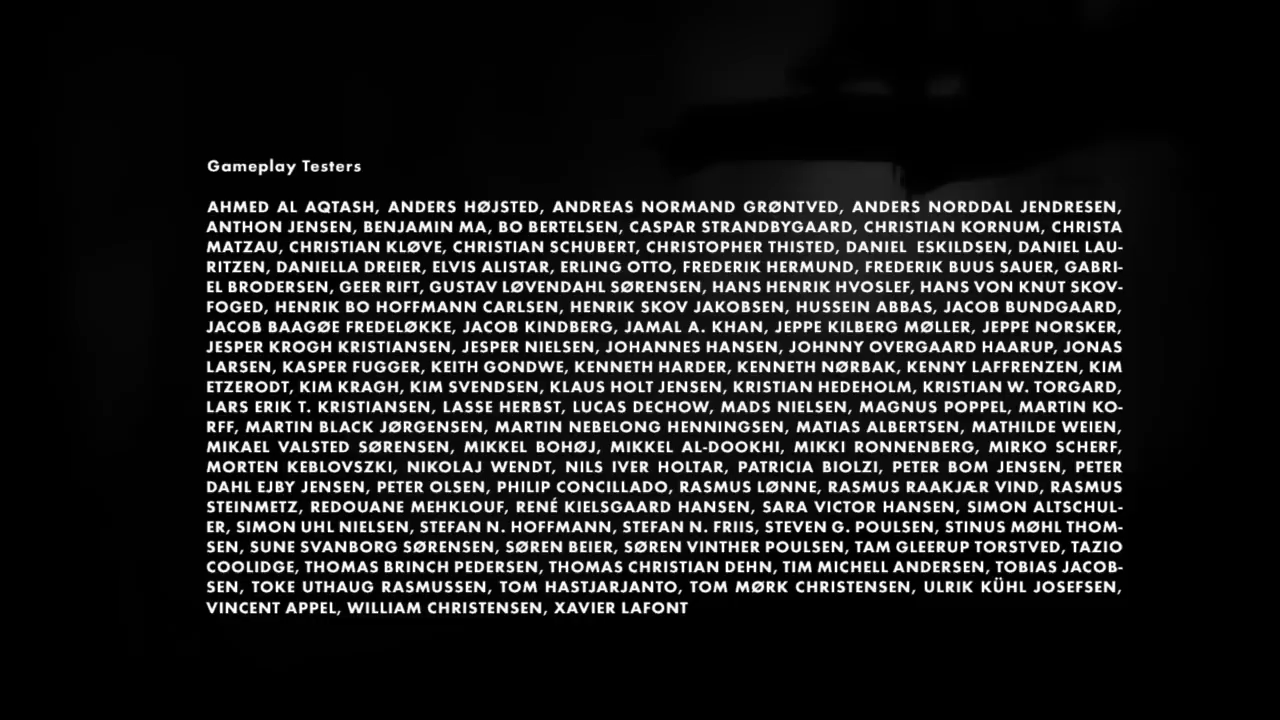 Gameplay Testers
AHMED AL AQTASH, ANDERS HØJSTED, ANDREAS NORMAND GRØNTVED, ANDERS NORDDAL JENDRESEN,
ANTHON JENSEN, BENJAMIN MA, BO BERTELSEN, CASPAR STRANDBYGAARD, CHRISTIAN KORNUM, CHRISTA
MATZAU, CHRISTIAN KLØVE, CHRISTIAN SCHUBERT, CHRISTOPHER THISTED, DANIEL ESKILDSEN, DANIEL LAU-
RITZEN, DANIELLA DREIER, ELVIS ALISTAR, ERLING OTTO, FREDERIK HERMUND, FREDERIK BUUS SAUER, GABRI-
EL BRODERSEN, GEER RIFT, GUSTAV LØVENDAHL SØRENSEN, HANS HENRIK HVOSLEF, HANS VON KNUT SKOV-
FOGED, HENRIK BO HOFFMANN CARLSEN, HENRIK SKOV JAKOBSEN, HUSSEIN ABBAS, JACOB BUNDGAARD,
JACOB BAAGØE FREDELØKKE, JACOB KINDBERG, JAMAL A. KHAN, JEPPE KILBERG MØLLER, JEPPE NORSKER,
JESPER KROGH KRISTIANSEN, JESPER NIELSEN, JOHANNES HANSEN, JOHNNY OVERGAARD HAARUP, JONAS
LARSEN, KASPER FUGGER, KEITH GONDWE, KENNETH HARDER, KENNETH NØRBAK, KENNY LAFFRENZEN, KIM
ETZERODT, KIM KRAGH, KIM SVENDSEN, KLAUS HOLT JENSEN, KRISTIAN HEDEHOLM, KRISTIAN W. TORGARD,
LARS ERIK T. KRISTIANSEN, LASSE HERBST, LUCAS DECHOW, MADS NIELSEN, MAGNUS POPPEL, MARTIN KO-
RFF, MARTIN BLACK JØRGENSEN, MARTIN NEBELONG HENNINGSEN, MATIAS ALBERTSEN, MATHILDE WEIEN,
MIKAEL VALSTED SØRENSEN, MIKKEL BOHØJ, MIKKEL AL-DOOKHI, MIKKI RONNENBERG, MIRKO SCHERF,
MORTEN KEBLOVSZKI, NIKOLAJ WENDT, NILS IVER HOLTAR, PATRICIA BIOLZI, PETER BOM JENSEN, PETER
DAHL EJBY JENSEN, PETER OLSEN, PHILIP CONCILLADO, RASMUS LØNNE, RASMUS RAAKJÆR VIND, RASMUS
STEINMETZ, REDOUANE MEHKLOUF, RENÉ KIELSGAARD HANSEN, SARA VICTOR HANSEN, SIMON ALTSCHUL-
ER, SIMON UHL NIELSEN, STEFAN N. HOFFMANN, STEFAN N. FRIIS, STEVEN G. POULSEN, STINUS MØHL THOM-
SEN, SUNE SVANBORG SØRENSEN, SØREN BEIER, SØREN VINTHER POULSEN, TAM GLEERUP TORSTVED, TAZIO
COOLIDGE, THOMAS BRINCH PEDERSEN, THOMAS CHRISTIAN DEHN, TIM MICHELL ANDERSEN, TOBIAS JACOB-
SEN, TOKE UTHAUG RASMUSSEN, TOM HASTJARJANTO, TOM MØRK CHRISTENSEN, ULRIK KÜHL JOSEFSEN,
VINCENT APPEL, WILLIAM CHRISTENSEN, XAVIER LAFONT